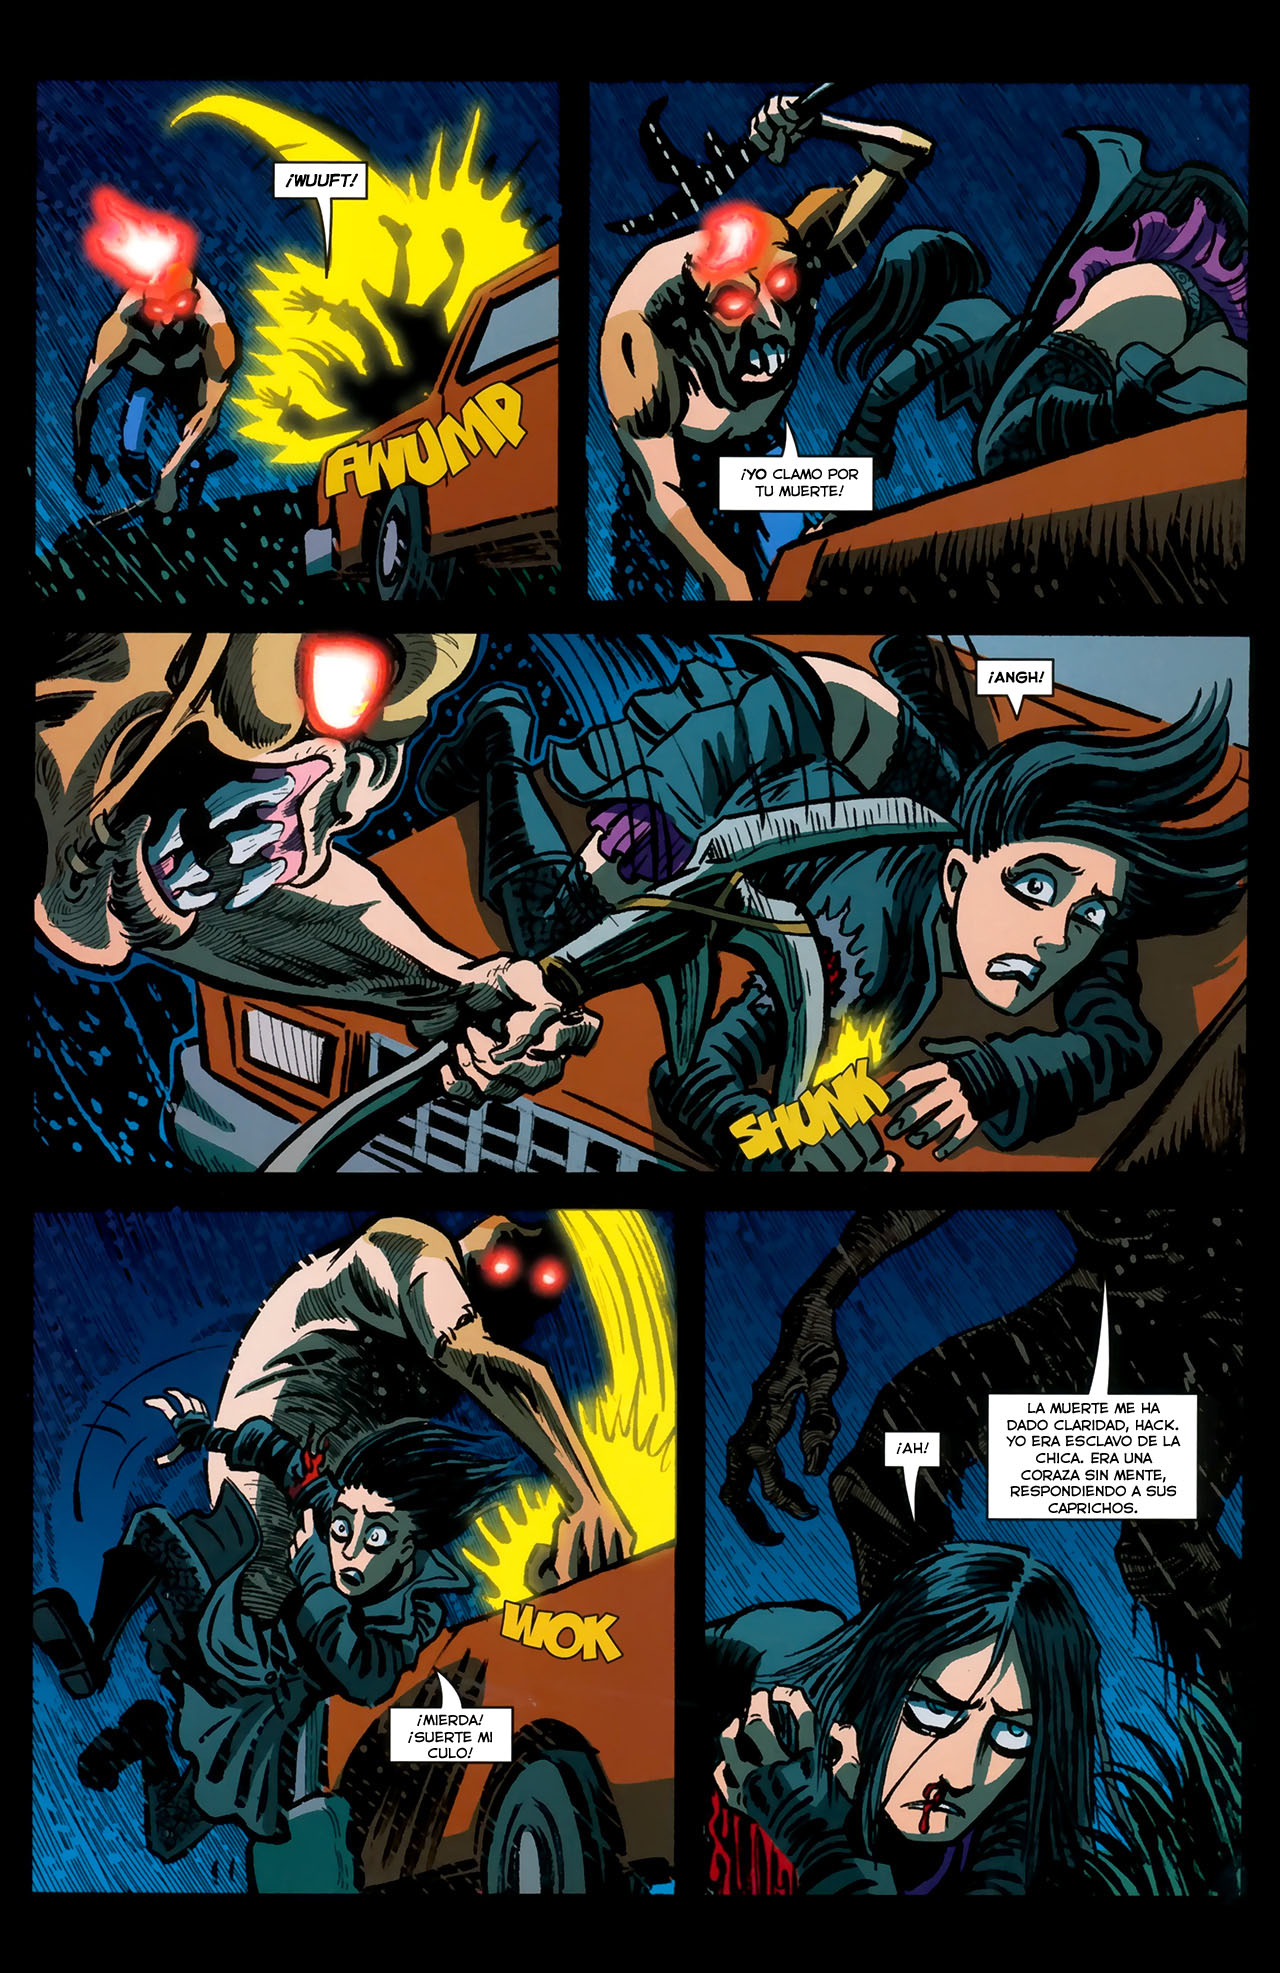 ¡WUUFT!
FWUMP
¡YO CLAMO POR
TU MUERTE!
¡ANGH!
SHUNK
WOK
¡MIERDA!
¡SUERTE MI
CULO!
¡AH!
LA MUERTE ME HA
DADO CLARIDAD, HACK.
YO ERA ESCLAVO DE LA
CHICA. ERA UNA
CORAZA SIN MENTE,
RESPONDIENDO A SUS
CAPRICHOS.